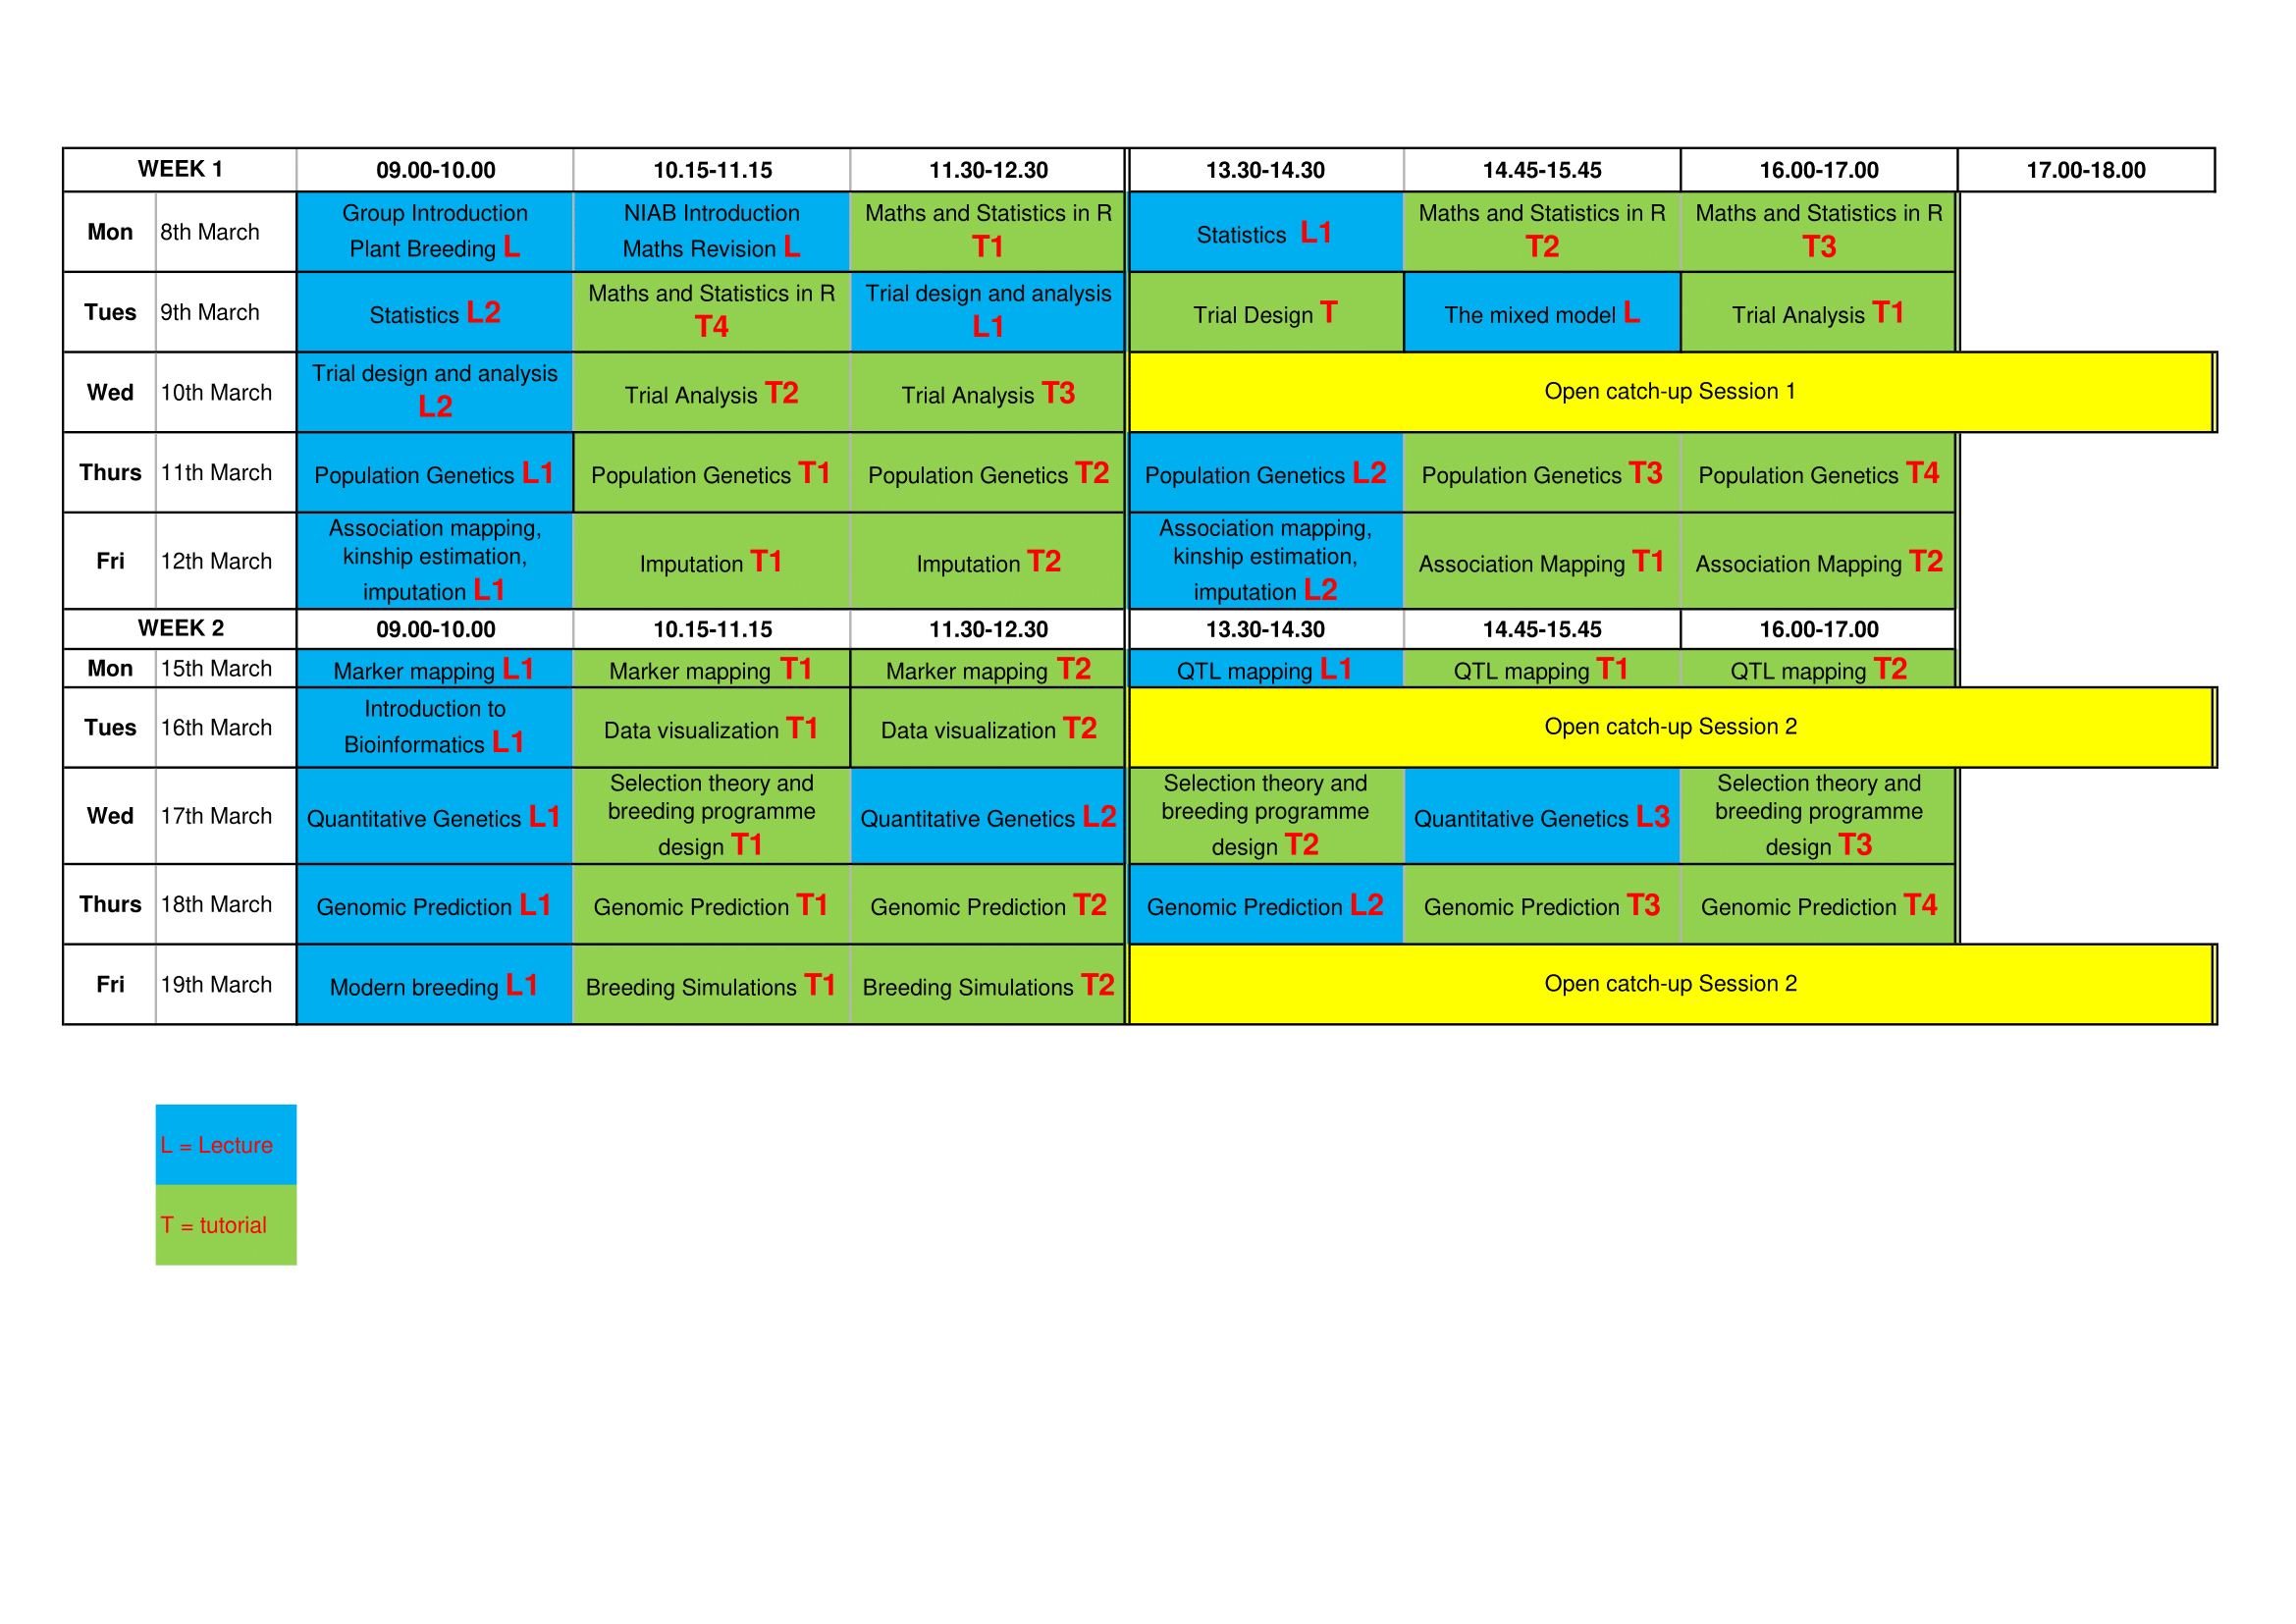 WEEK 1 09.00-10.00 10.15-11.15 11.30-12.30 13.30-14.30 14.45-15.45 16.00-17.00 17.00-18.00
Mon 8th March
Group Introduction
Plant Breeding L
NIAB Introduction
Maths Revision L
Maths and Statistics in R
T1
Statistics L1
Maths and Statistics in R
T2
Maths and Statistics in R
T3
Tues 9th March
Statistics L2
Maths and Statistics in R
T4
Trial design and analysis
L1
Trial Design T
The mixed model L
Trial Analysis T1
Wed 10th March
Trial design and analysis
L2
Trial Analysis T2
Trial Analysis T3
Open catch-up Session 1
Thurs 11th March
Population Genetics L1
Population Genetics T1
Population Genetics T2
Population Genetics L2
Population Genetics T3
Population Genetics T4
Fri 12th March
Association mapping,
kinship estimation,
imputation L1
Imputation T1
Imputation T2
Association mapping,
kinship estimation,
imputation L2
Association Mapping T1
Association Mapping T2
WEEK 2 09.00-10.00 10.15-11.15 11.30-12.30 13.30-14.30 14.45-15.45 16.00-17.00
Mon 15th March
Marker mapping L1
Marker mapping T1
Marker mapping T2
QTL mapping L1
QTL mapping T1
QTL mapping T2
Tues 16th March
Introduction to
Bioinformatics L1
Data visualization T1
Data visualization T2
Open catch-up Session 2
Wed 17th March
Quantitative Genetics L1
Selection theory and
breeding programme
design T1
Quantitative Genetics L2
Selection theory and
breeding programme
design T2
Quantitative Genetics L3
Selection theory and
breeding programme
design T3
Thurs 18th March
Genomic Prediction L1
Genomic Prediction T1
Genomic Prediction T2
Genomic Prediction L2
Genomic Prediction T3
Genomic Prediction T4
Fri 19th March
Modern breeding L1
Breeding Simulations T1
Breeding Simulations T2
Open catch-up Session 2
L = Lecture
T = tutorial